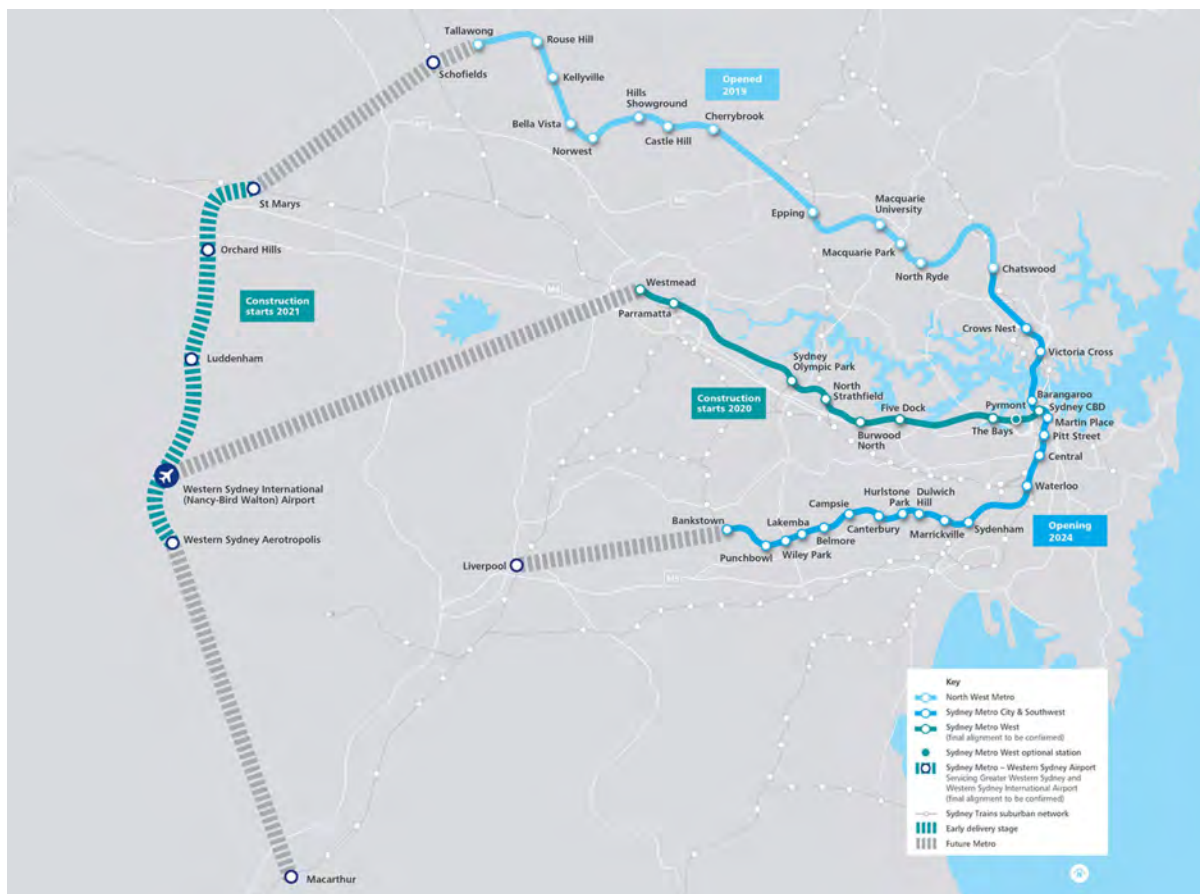 Tallawong
Rouse Hill
Schofields
Kellyville
Opened
2019
Hills
Showground
Cherrybrook
Bella Vista
Castle Hill
Norwest
St Marys
Macquarie
University
Epping
Orchard Hills
Macquarie Park
North Ryde
Chatswood
Westmead
M4
Construction
starts 2021
Parramatta
Crows Nest
Luddenham
Victoria Cross
Sydney
Olympic Park
North
Strathfield
Construction
starts 2020
Barangaroo
Five Dock
Pyrmont
Sydney CBD
Martin Place
Burwood
North
The Bays
Pitt Street
Central
Western Sydney International
(Nancy-Bird Walton) Airport
Waterloo
Hurlstone
Park
Dulwich
Hill
Campsie
Bankstown
Lakemba
Canterbury
Sydenham
Opening
2024
Western Sydney Aerotropolis
Belmore
Marrickville
Punchbowl
Wiley Park
Liverpool
M5
Key
North West Metro
Sydney Metro City & Southwest
Sydney Metro West
(final alignment to be confirmed)
Sydney Metro West optional station
Sydney Metro – Western Sydney Airport
Servicing Greater Western Sydney and
Western Sydney International Airport
(final alignment to be confirmed)
Sydney Trains suburban network
Early delivery stage
Future Metro
Macarthur